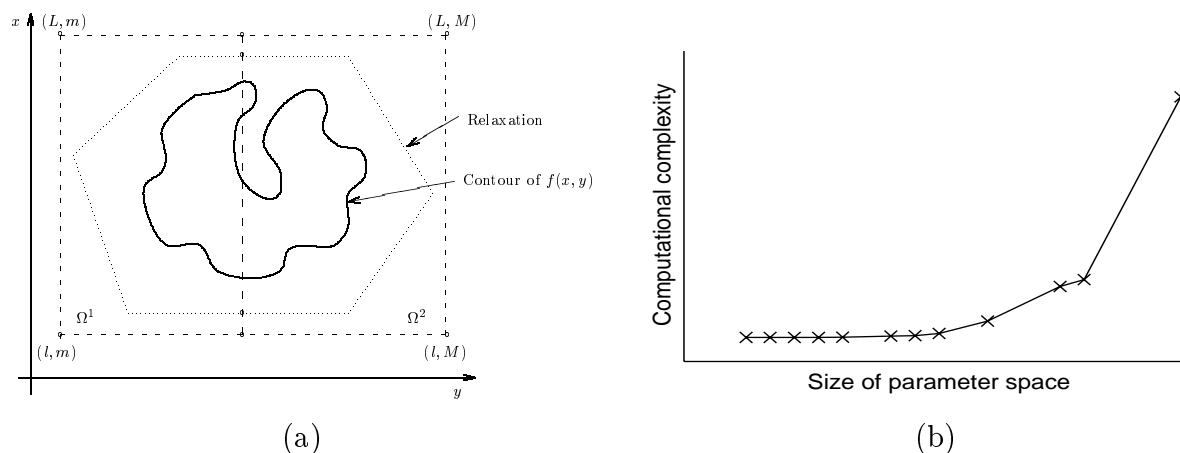 x
(L, m)
(L, M)
Relaxation
Contour of f(x, y)
Ω¹
Ω²
(l, m)
(l, M)
y
(a)
Computational complexity
Size of parameter space
(b)